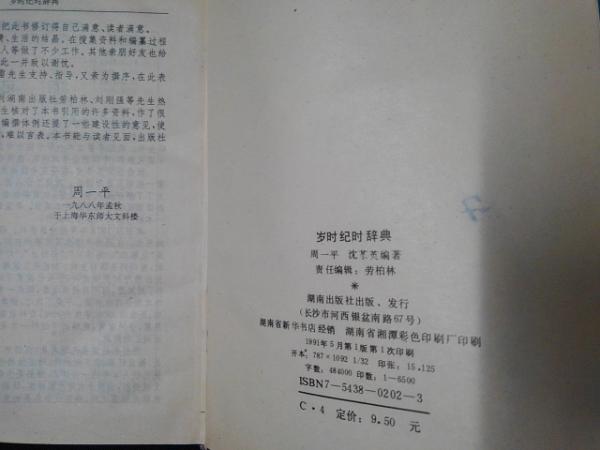 岁时纪时辞典
把此书修订得自己满意、读者满意。
、生活的结晶。在搜集资料和编纂过程
人等做了不少工作。其他亲朋好友也给
此一并致以谢忱。
先生支持、指导，又亲为撰序，在此表
湖南出版社劳柏林、刘刚强等先生热
生核对了本书引用的许多资料，作了很
编撰体例还提了一些建设性的意见，使
，难以言表。本书能与读者见面，出版社
周一平
一九八八年孟秋
于上海华东师大文科楼
岁时纪时辞典
周一平 沈茶英编著
责任编辑：劳柏林
*
湖南出版社出版、发行
（长沙市河西银盆南路67号）
湖南省新华书店经销 湖南省湘潭彩色印刷厂印刷
1991年5月第1版第1次印刷
开本：787×1092 1/32 印张：15.125
字数：484000 印数：1—6500
ISBN7—5438—0202—3
C·4 定价：9.50 元